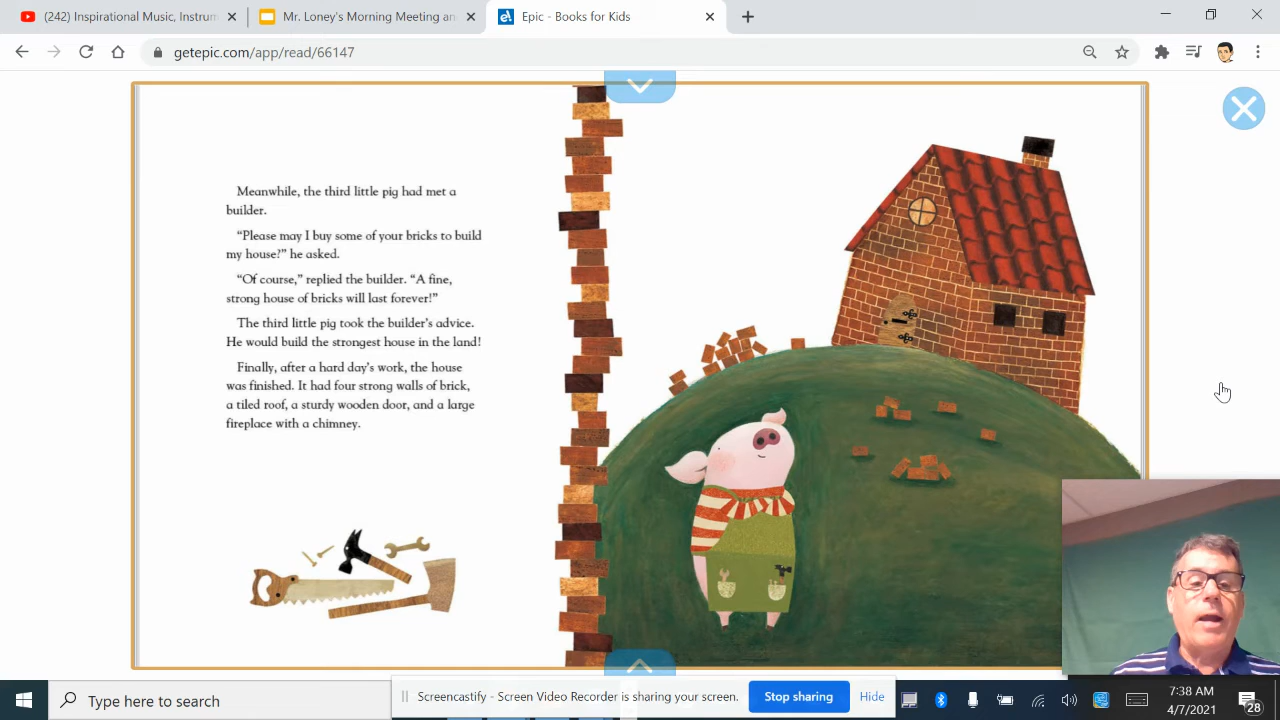 (242) Inspirational Music, Instrum
Mr. Loney's Morning Meeting an
Epic - Books for Kids
getepic.com/app/read/66147
Meanwhile, the third little pig had met a
builder.
"Please may I buy some of your bricks to build
my house?" he asked.
"Of course," replied the builder. "A fine,
strong house of bricks will last forever!"
The third little pig took the builder's advice.
He would build the strongest house in the land!
Finally, after a hard day's work, the house
was finished. It had four strong walls of brick,
a tiled roof, a sturdy wooden door, and a large
fireplace with a chimney.
Screencastify - Screen Video Recorder is sharing your screen.
Stop sharing
Hide
Type here to search
7:38 AM
4/7/2021
28